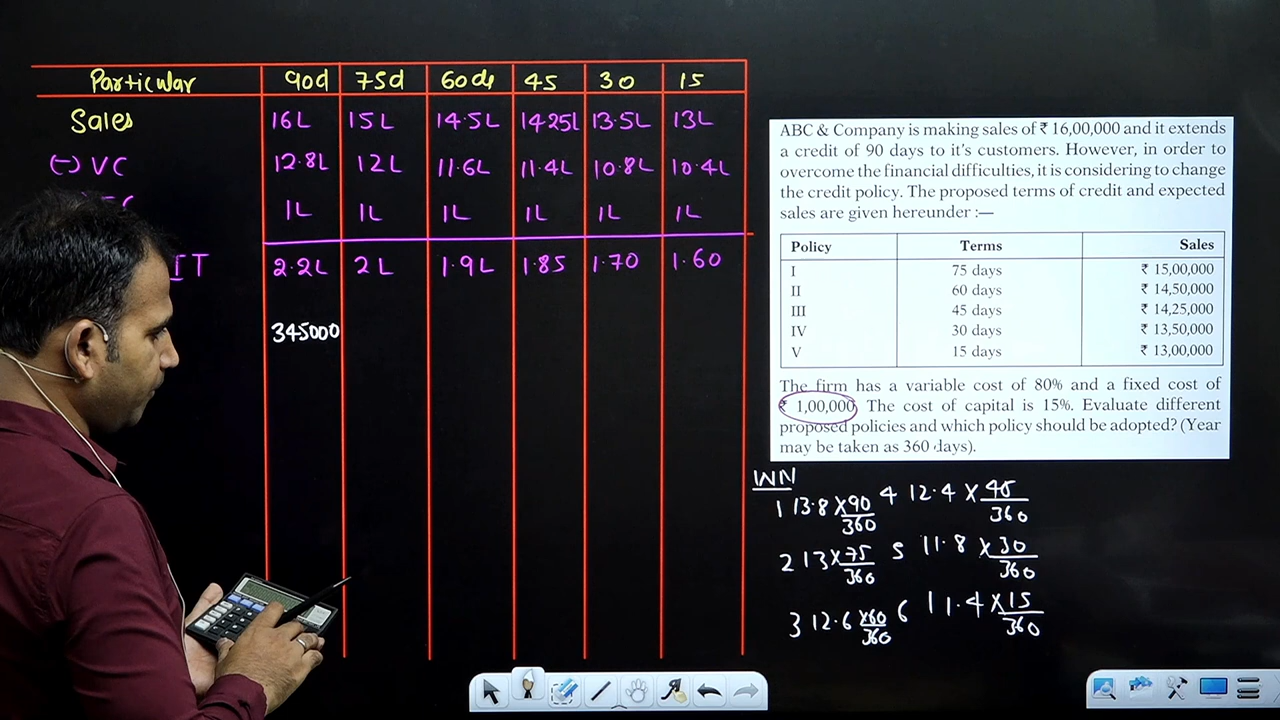 Particular 90d 75d 60ds 45 30 15
Sales 16L 15L 14.5L 1425L 13.5L 13L
(-) VC 12.8L 12L 11.6L 11.4L 10.8L 10.4L
1L 1L 1L 1L 1L 1L
IT 2.2L 2L 1.9L 1.85 1.70 1.60
345000
ABC & Company is making sales of ₹ 16,00,000 and it extends
a credit of 90 days to it's customers. However, in order to
overcome the financial difficulties, it is considering to change
the credit policy. The proposed terms of credit and expected
sales are given hereunder :—
Policy Terms Sales
I 75 days ₹ 15,00,000
II 60 days ₹ 14,50,000
III 45 days ₹ 14,25,000
IV 30 days ₹ 13,50,000
V 15 days ₹ 13,00,000
The firm has a variable cost of 80% and a fixed cost of
₹ 1,00,000. The cost of capital is 15%. Evaluate different
proposed policies and which policy should be adopted? (Year
may be taken as 360 days).
WN
1 13.8 × 90/360 4 12.4 × 45/360
2 13 × 75/360 5 11.8 × 30/360
3 12.6 × 60/360 6 11.4 × 15/360